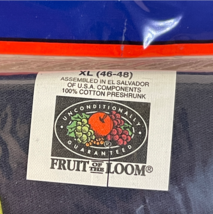 XL (46-48)
ASSEMBLED IN EL SALVADOR
OF U.S.A. COMPONENTS
100% COTTON PRESHRUNK
UNCONDITIONALLY
GUARANTEED
FRUIT OF THE LOOM®